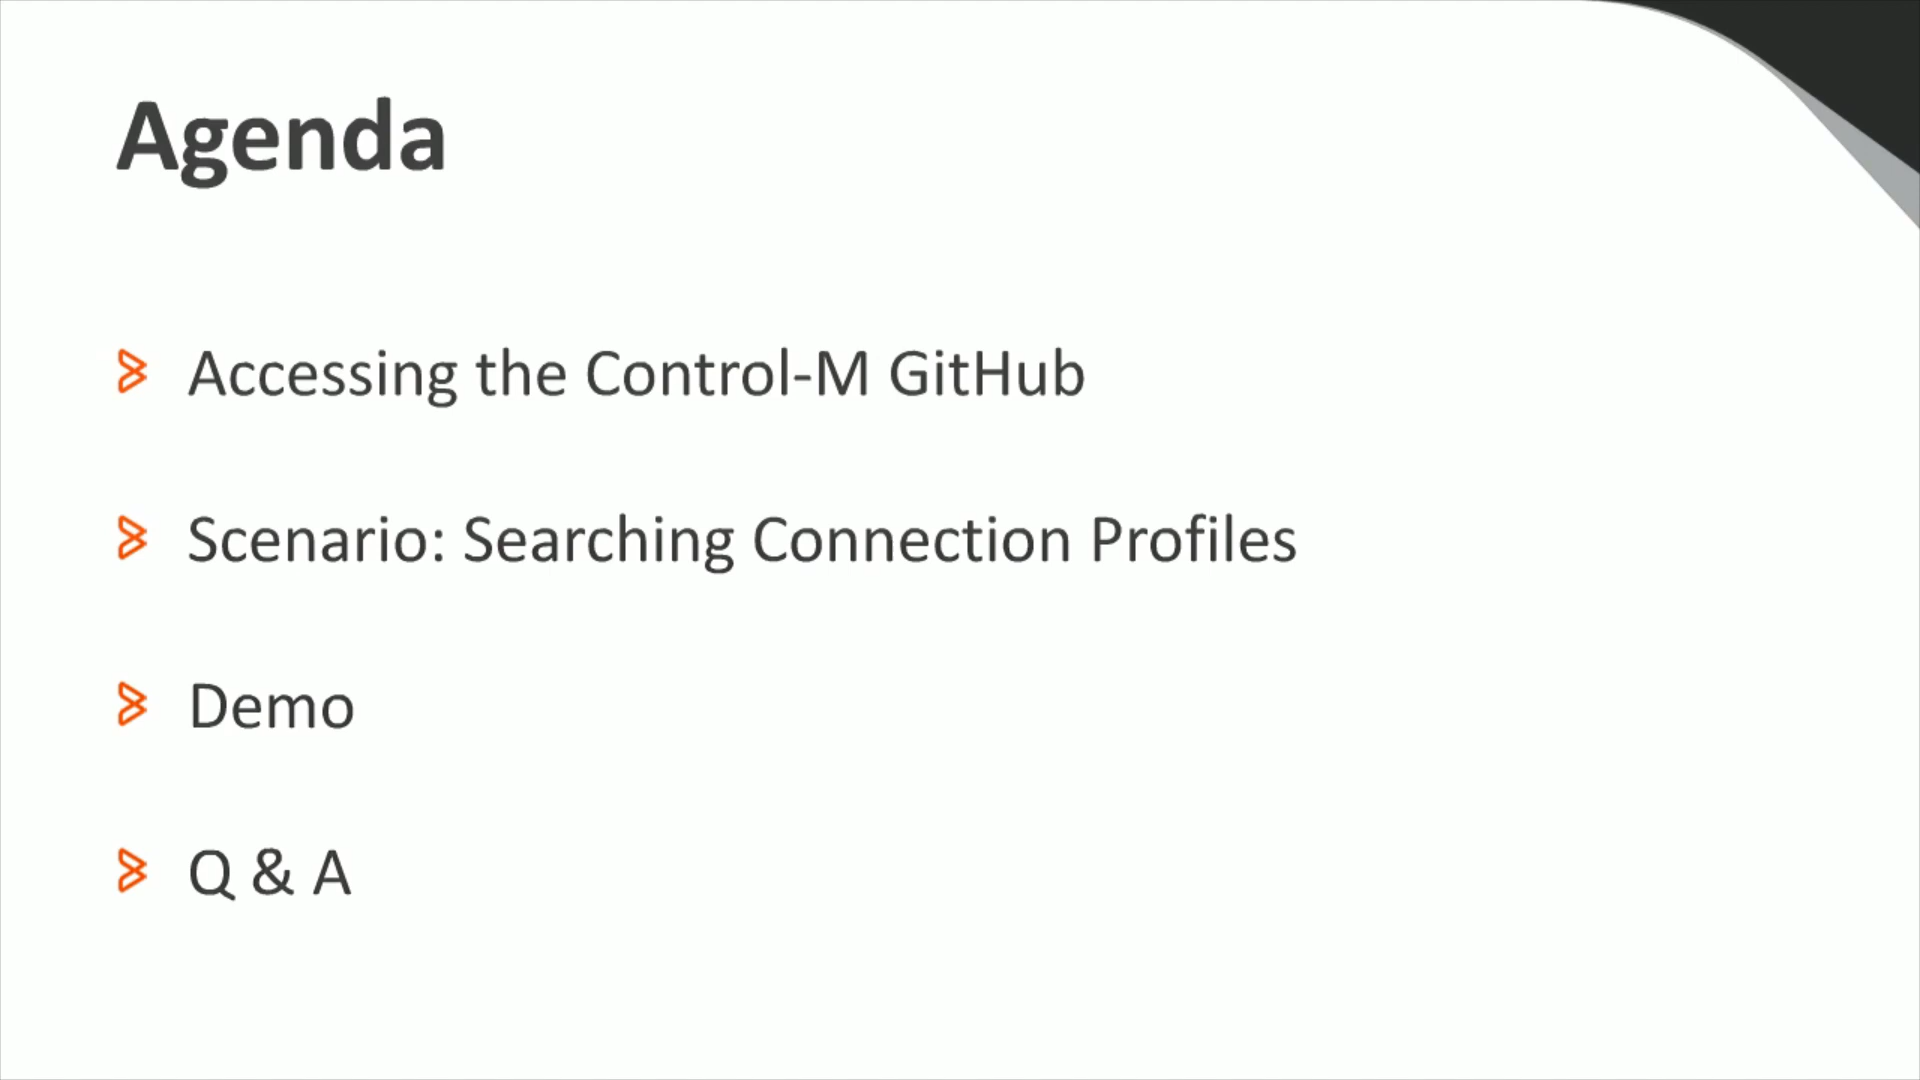 Agenda
Accessing the Control-M GitHub
Scenario: Searching Connection Profiles
Demo
Q & A